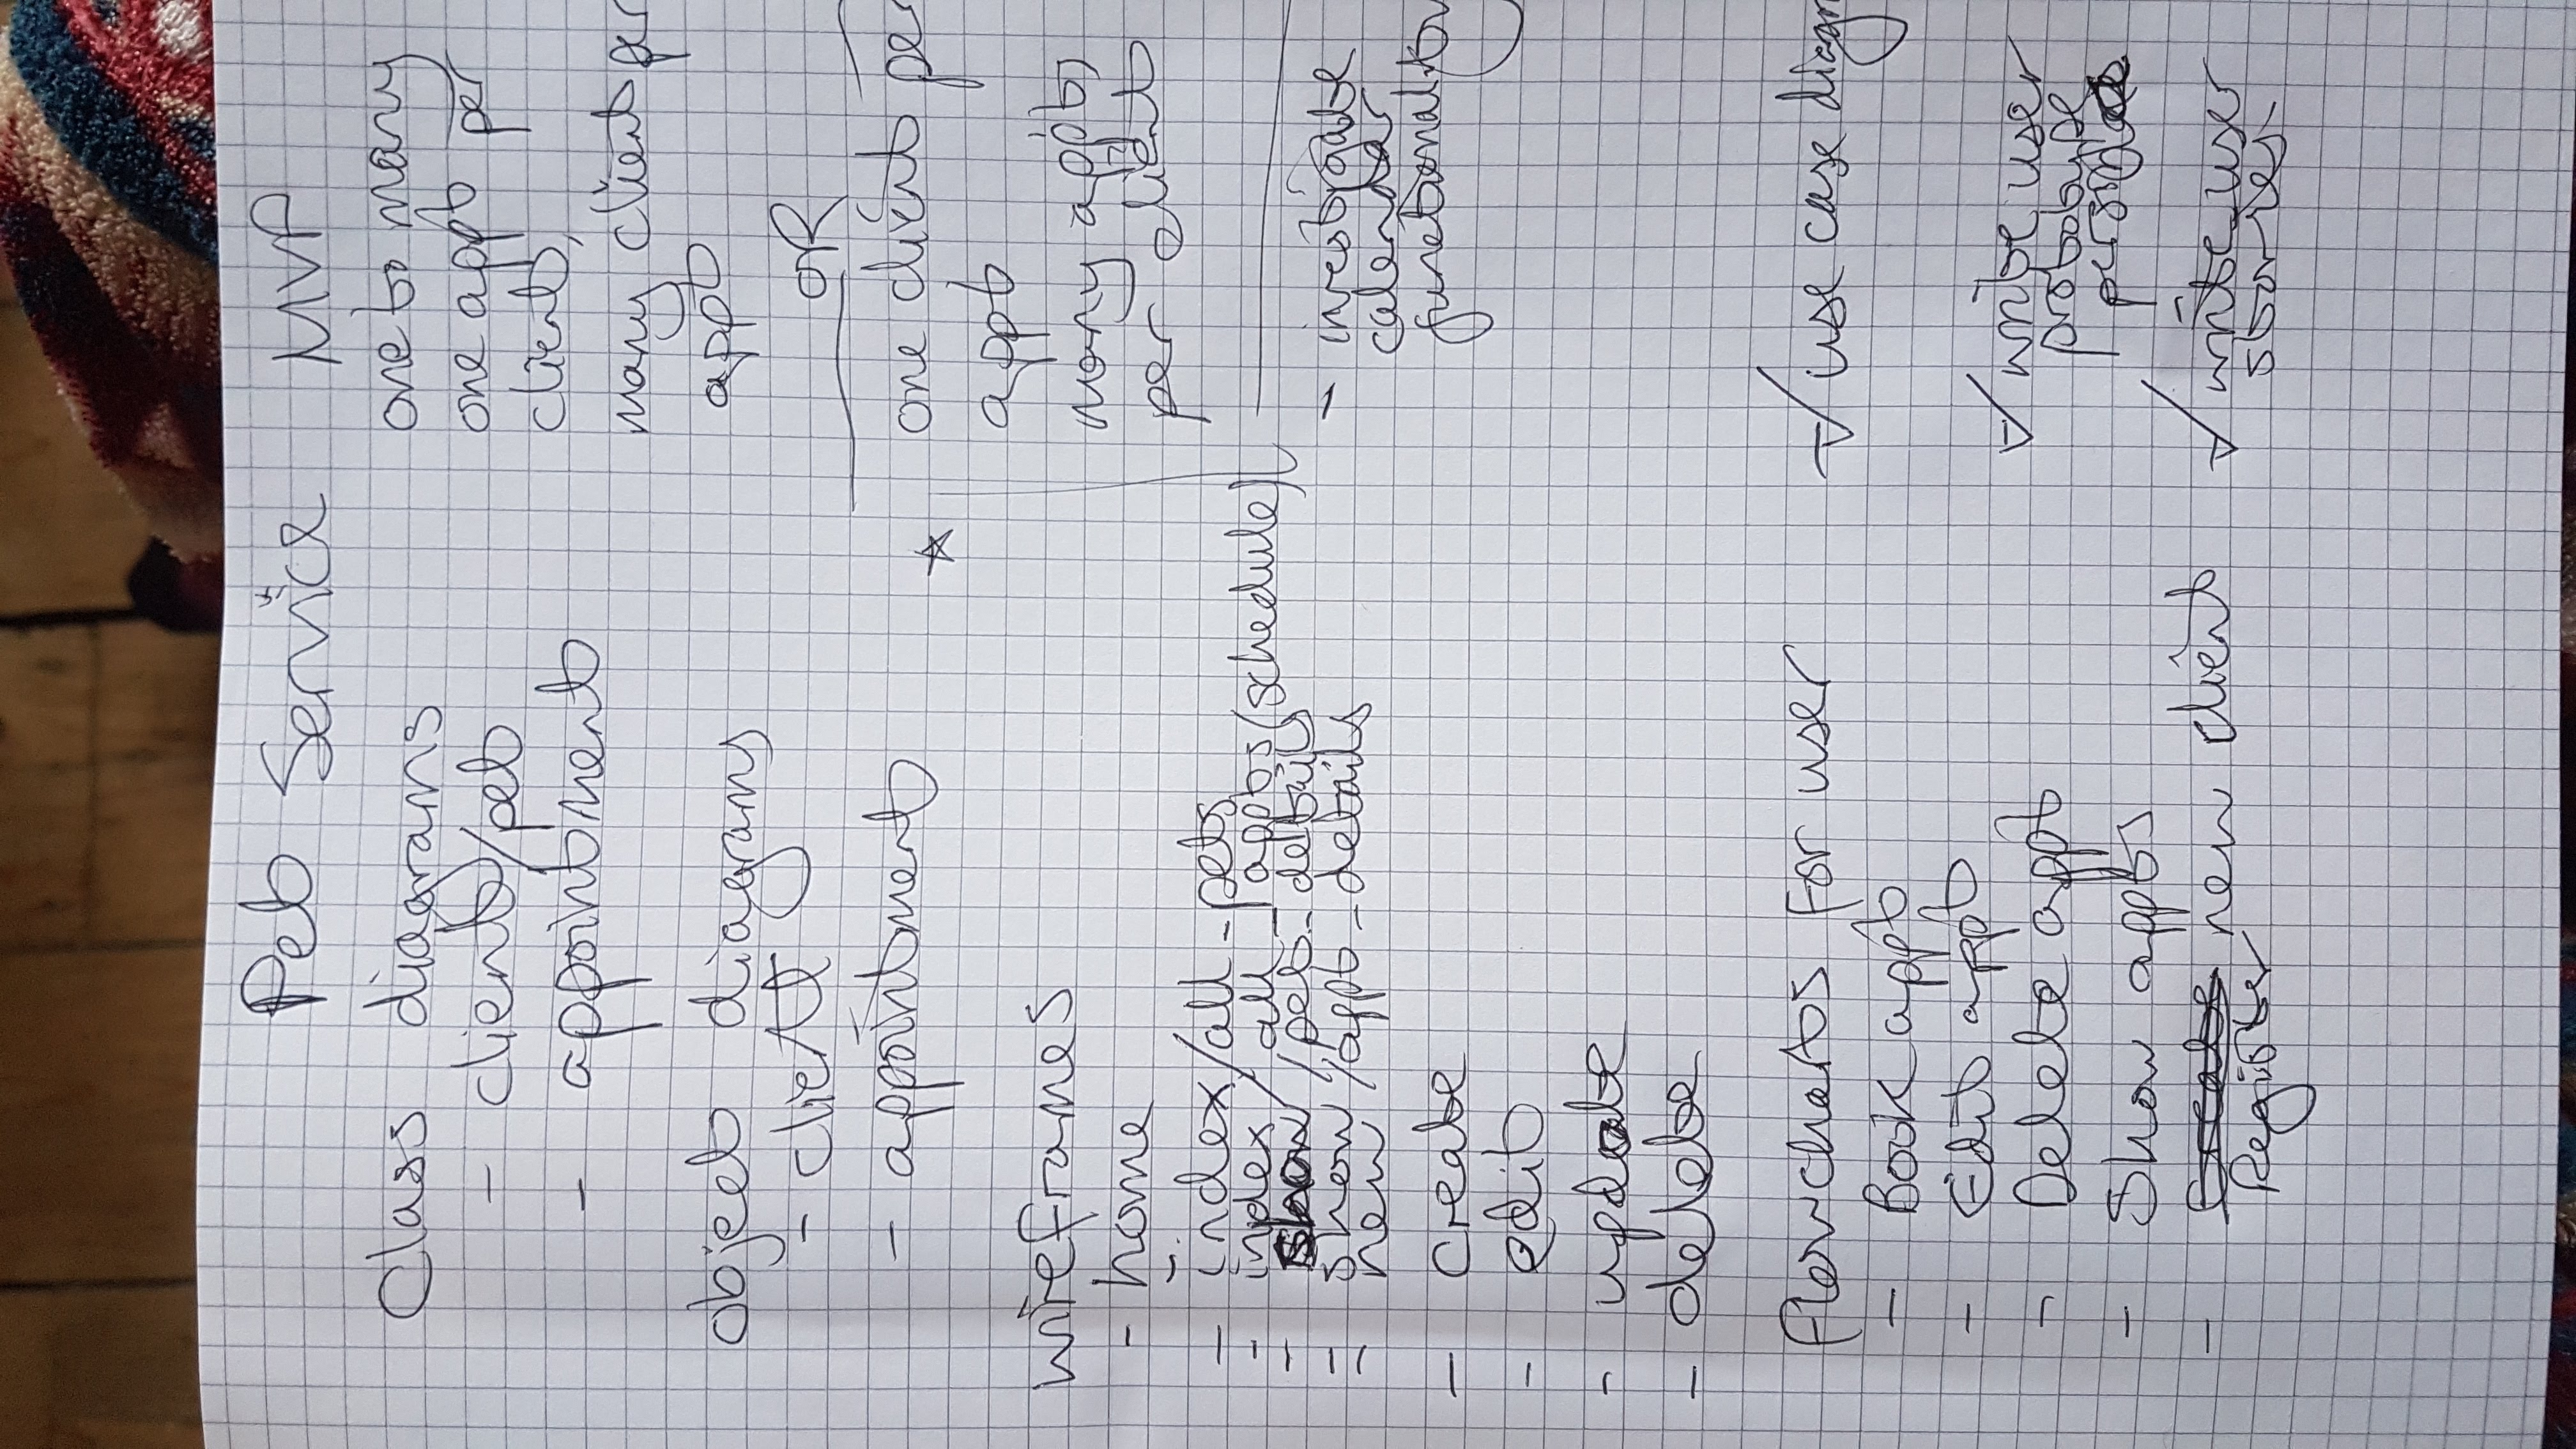 Pet Service MVP
Class diagrams
- client/pet
- appointment
object diagrams
- client
- appointment
wireframes
- home
- index/all_pets
- index/all_appts (schedule)
- show/pet_details
- show/appt_details
- new
- create
- edit
- update
- delete
flowcharts for user
- Book appt
- Edit appt
- Delete appt
- Show appts
- Create new client
Register
one to many
one appt per
client,
many client per
appt
OR
one client per
appt
many appts
per client
- investigate
calendar
functionality
- use case diagr
- write user
prototype
personas
- write user
stories